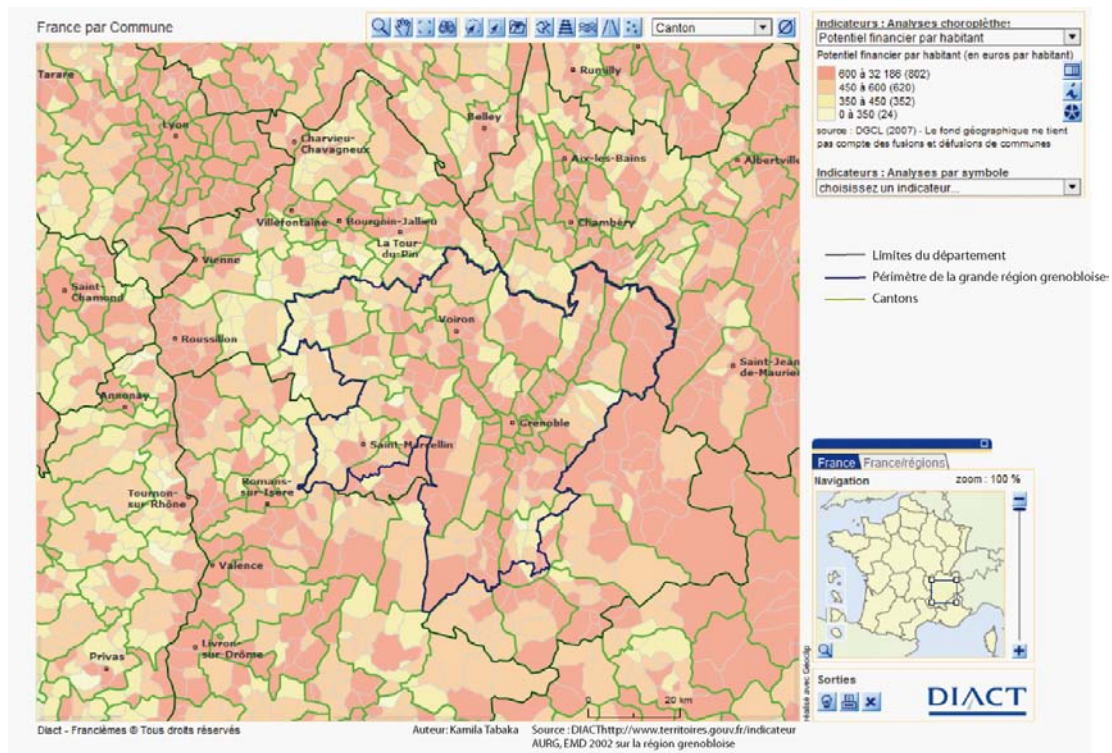 France par Commune
Canton
Indicateurs : Analyses choroplèthe:
Potentiel financier par habitant
Potentiel financier par habitant (en euros par habitant)
600 à 32 186 (802)
450 à 600 (620)
350 à 450 (352)
0 à 350 (24)
source : DGCL (2007) - Le fond géographique ne tient
pas compte des fusions et défusions de communes
Indicateurs : Analyses par symbole
choisissez un indicateur...
Limites du département
Périmètre de la grande région grenobloise
Cantons
Tarare
Rumilly
Lyon
Belley
Charvieu-
Chavagneux
Aix-les-Bains
Albertville
Villefontaine
Bourgoin-Jallieu
Chambéry
La Tour-
du-Pin
Vienne
Saint-
Chamond
Voiron
Roussillon
Saint-Jean
de-Maurien
Annonay
Grenoble
Saint-Marcellin
Romans-
sur-Isère
Tournon-
sur-Rhône
Valence
Livron-
sur-Drôme
Privas
0
20 km
réalisé avec Géoclip
France
France/régions
Navigation
zoom : 100 %
Sorties
DIACT
Diact - Francièmes © Tous droits réservés
Auteur: Kamila Tabaka
Source : DIACThttp://www.territoires.gouv.fr/indicateur
AURG, EMD 2002 sur la région grenobloise